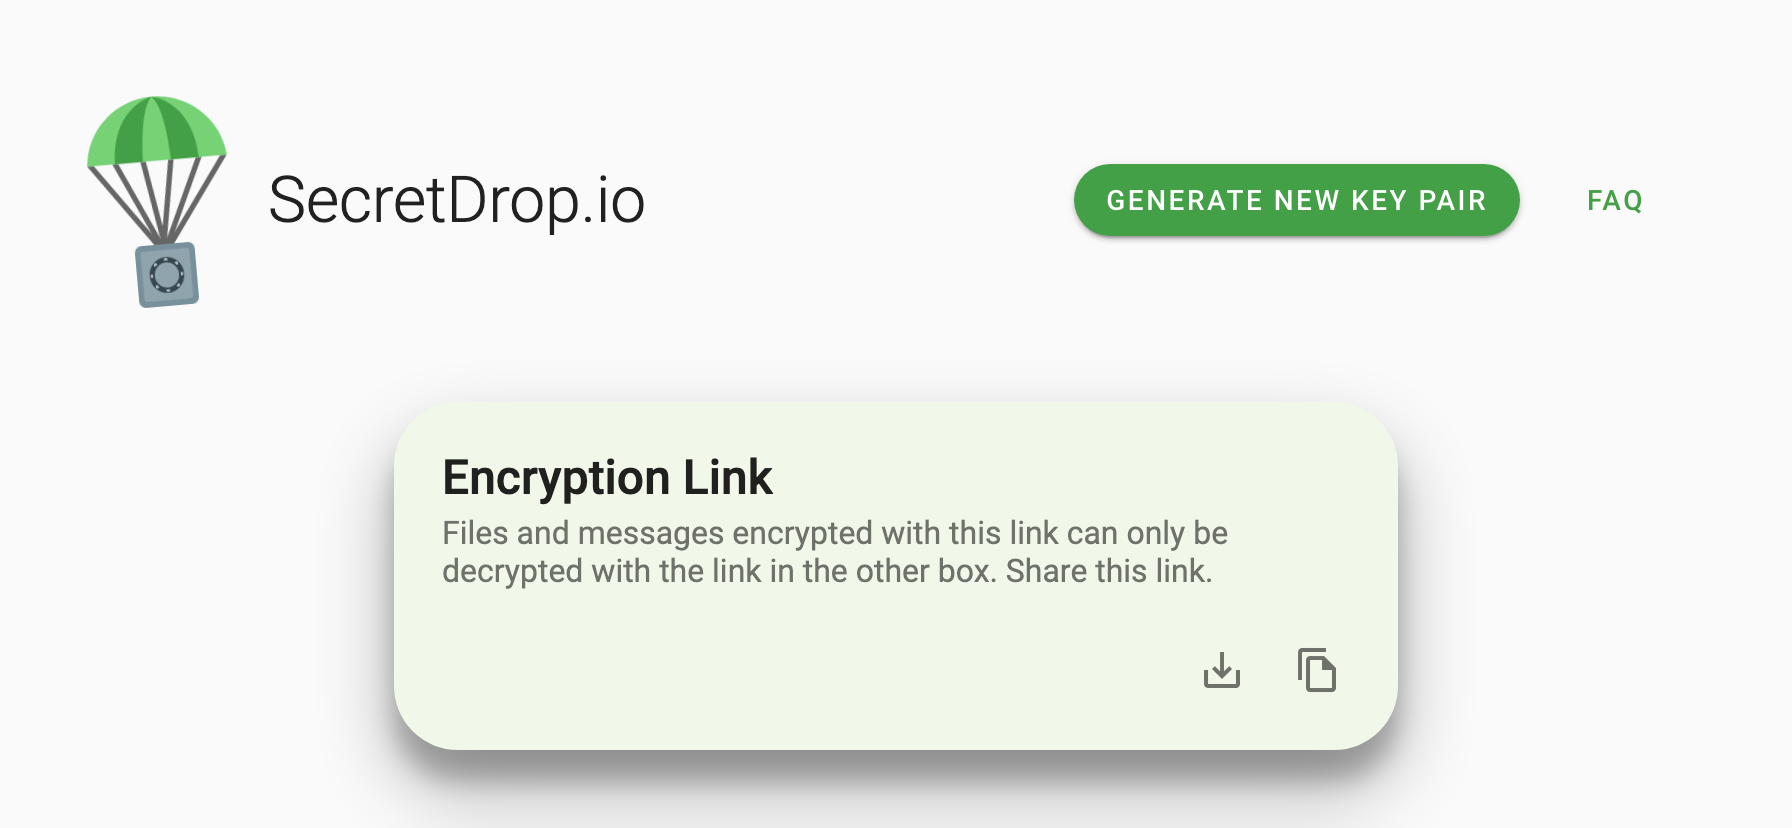 SecretDrop.io
GENERATE NEW KEY PAIR
FAQ
Encryption Link
Files and messages encrypted with this link can only be
decrypted with the link in the other box. Share this link.